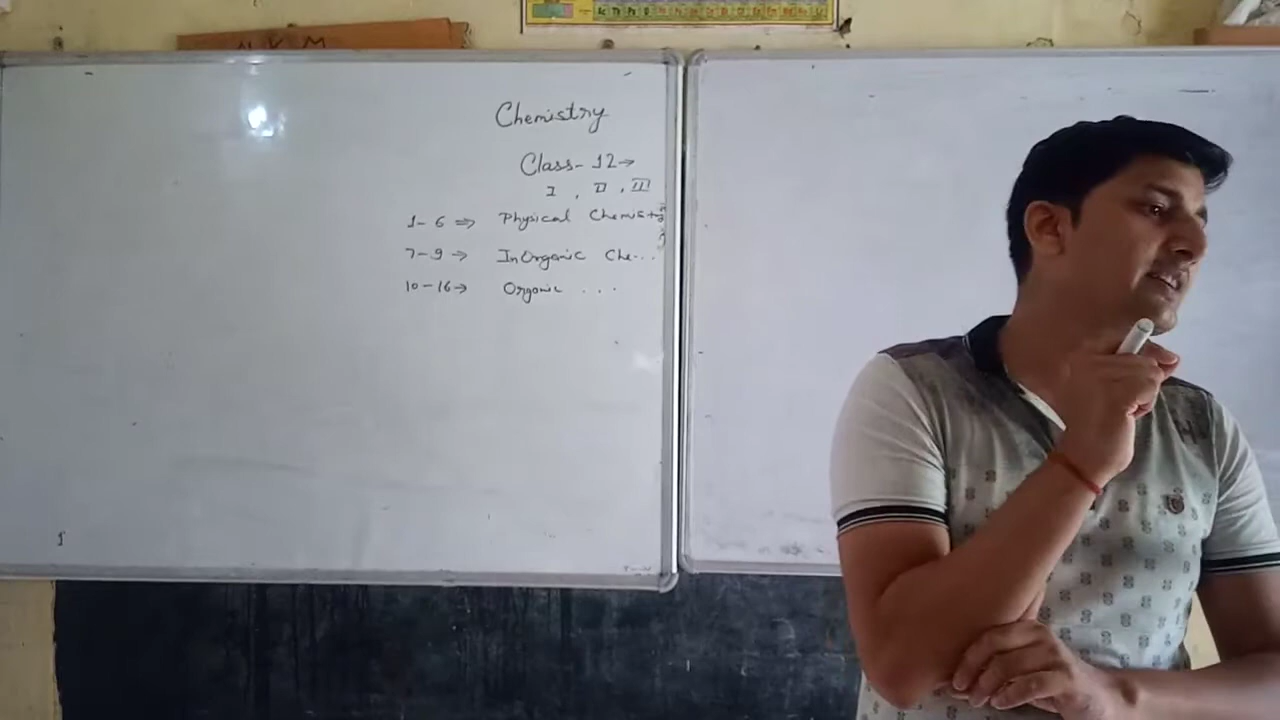 N K M
Chemistry
Class- 12→
I , II , III
1-6 ⇒ Physical Chemistry
7-9 → InOrganic Che...
10-16→ Organic ...